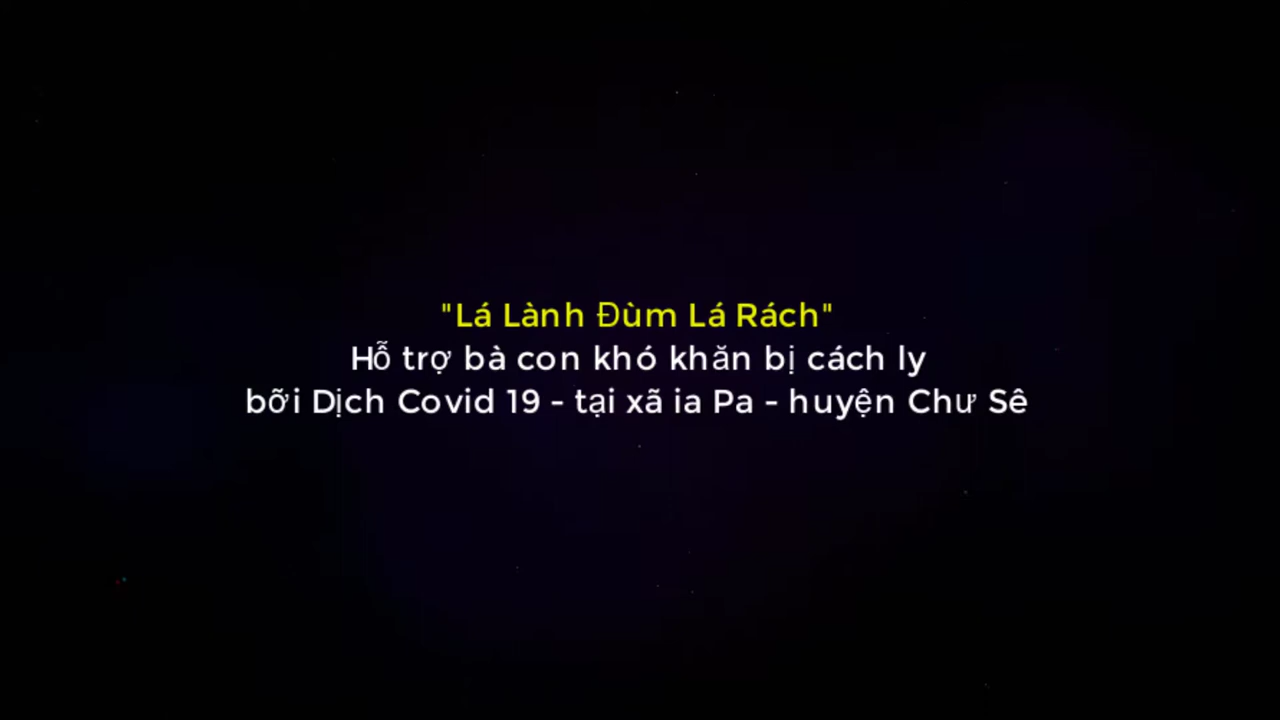 "Lá Lành Đùm Lá Rách"
Hỗ trợ bà con khó khăn bị cách ly
bỡi Dịch Covid 19 - tại xã ia Pa - huyện Chư Sê